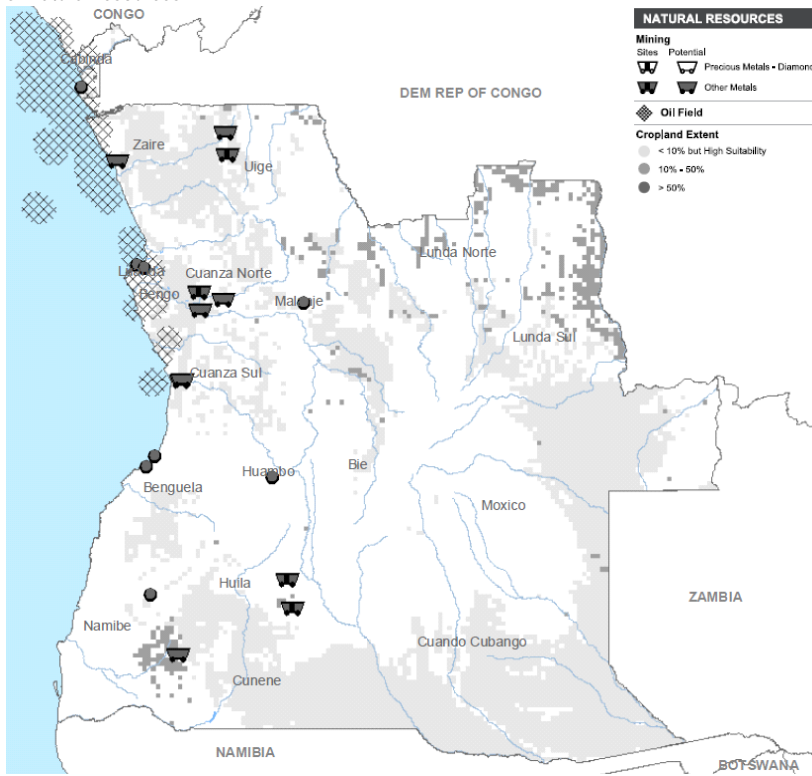 CONGO
Cabinda
DEM REP OF CONGO
Zaire
Uige
Lunda Norte
Cuanza Norte
Malanje
Lunda Sul
Cuanza Sul
Huambo
Bie
Benguela
Moxico
Huila
ZAMBIA
Namibe
Cuando Cubango
Cunene
NAMIBIA
BOTSWANA
NATURAL RESOURCES
Mining
Sites Potential
Precious Metals - Diamond
Other Metals
Oil Field
Cropland Extent
< 10% but High Suitability
10% - 50%
> 50%